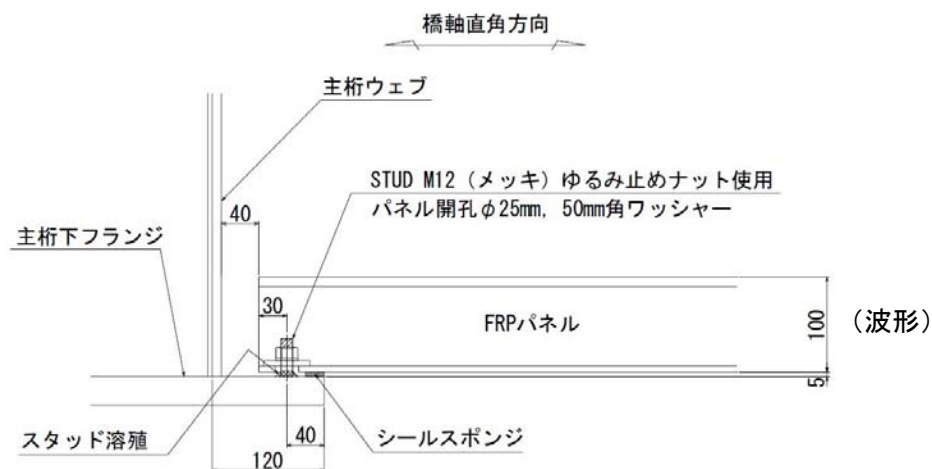 橋軸直角方向
主桁ウェブ
STUD M12（メッキ）ゆるみ止めナット使用
パネル開孔φ25mm, 50mm角ワッシャー
40
主桁下フランジ
30
FRPパネル
100
（波形）
5
スタッド溶殖
40
シールスポンジ
120